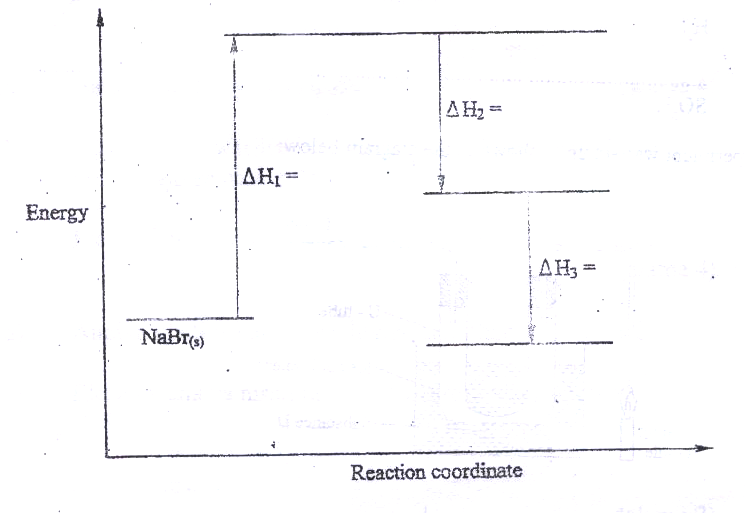 ΔH₂ =
ΔH₁ =
Energy
ΔH₃ =
NaBr₍s₎
Reaction coordinate